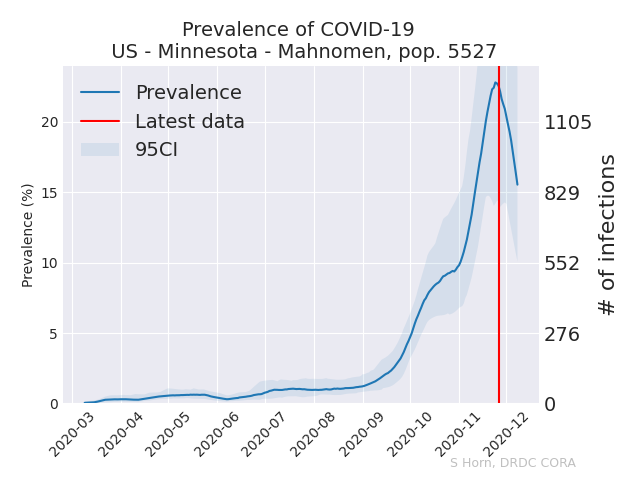 Prevalence of COVID-19
US - Minnesota - Mahnomen, pop. 5527
Prevalence
Latest data
95CI
Prevalence (%)
20
15
10
5
0
1105
829
552
276
0
# of infections
2020-03
2020-04
2020-05
2020-06
2020-07
2020-08
2020-09
2020-10
2020-11
2020-12
S Horn, DRDC CORA